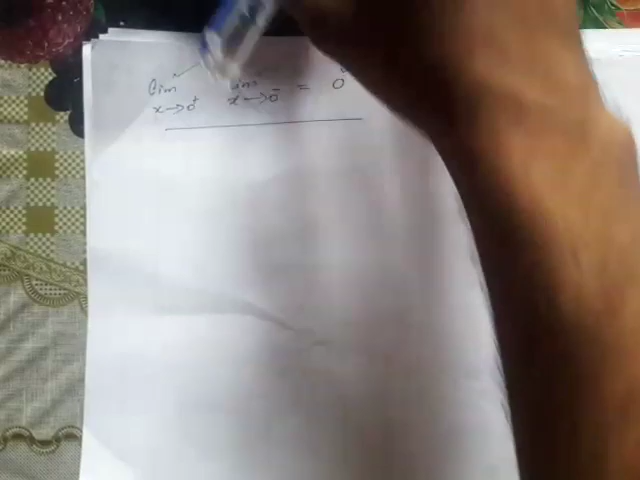 lim lim = 0
x→0⁺ x→0⁻